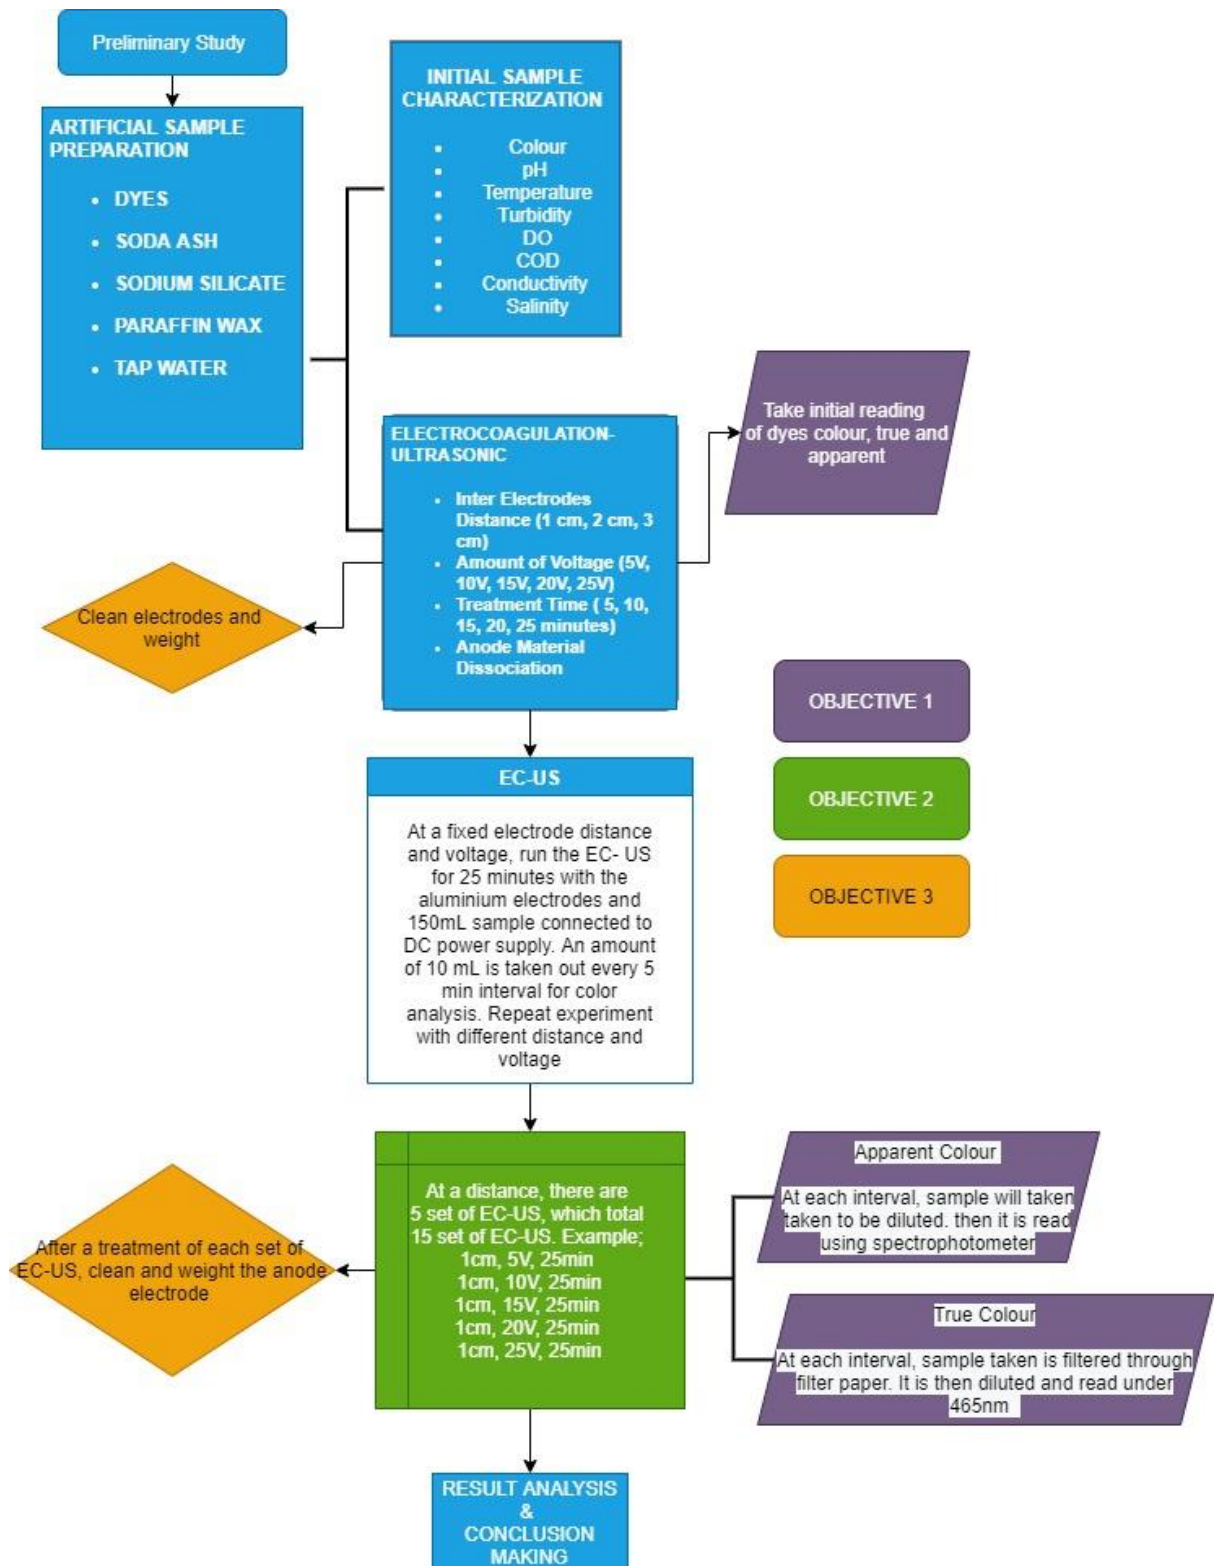 Preliminary Study
ARTIFICIAL SAMPLE
PREPARATION
• DYES
• SODA ASH
• SODIUM SILICATE
• PARAFFIN WAX
• TAP WATER
INITIAL SAMPLE
CHARACTERIZATION
• Colour
• pH
• Temperature
• Turbidity
• DO
• COD
• Conductivity
• Salinity
ELECTROCOAGULATION-
ULTRASONIC
• Inter Electrodes
Distance (1 cm, 2 cm, 3
cm)
• Amount of Voltage (5V,
10V, 15V, 20V, 25V)
• Treatment Time ( 5, 10,
15, 20, 25 minutes)
• Anode Material
Dissociation
Take initial reading
of dyes colour, true and
apparent
Clean electrodes and
weight
OBJECTIVE 1
OBJECTIVE 2
OBJECTIVE 3
EC-US
At a fixed electrode distance
and voltage, run the EC- US
for 25 minutes with the
aluminium electrodes and
150mL sample connected to
DC power supply. An amount
of 10 mL is taken out every 5
min interval for color
analysis. Repeat experiment
with different distance and
voltage
At a distance, there are
5 set of EC-US, which total
15 set of EC-US. Example;
1cm, 5V, 25min
1cm, 10V, 25min
1cm, 15V, 25min
1cm, 20V, 25min
1cm, 25V, 25min
After a treatment of each set of
EC-US, clean and weight the anode
electrode
Apparent Colour
At each interval, sample will taken
taken to be diluted. then it is read
using spectrophotometer
True Colour
At each interval, sample taken is filtered through
filter paper. It is then diluted and read under
465nm
RESULT ANALYSIS
&
CONCLUSION
MAKING